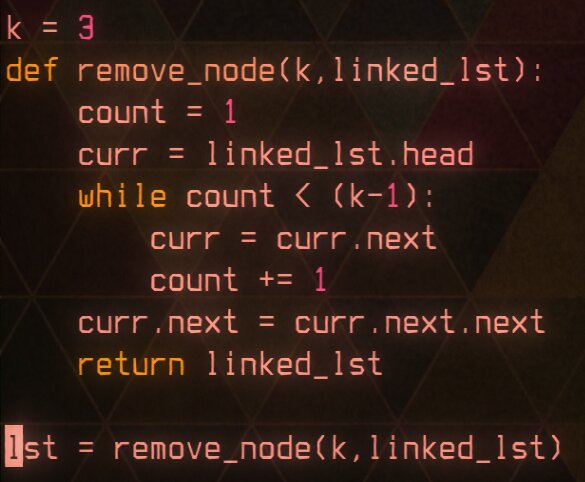 k = 3
def remove_node(k,linked_lst):
    count = 1
    curr = linked_lst.head
    while count < (k-1):
        curr = curr.next
        count += 1
    curr.next = curr.next.next
    return linked_lst
lst = remove_node(k,linked_lst)